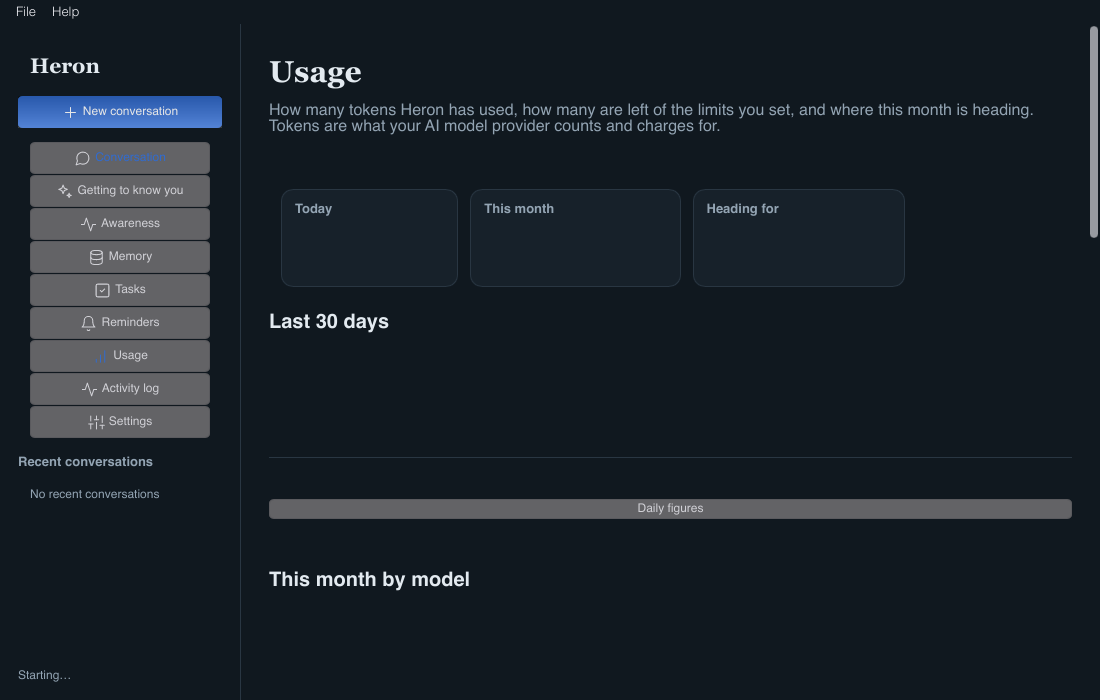 File Help
Heron
New conversation
Conversation
Getting to know you
Awareness
Memory
Tasks
Reminders
Usage
Activity log
Settings
Recent conversations
No recent conversations
Starting…
Usage
How many tokens Heron has used, how many are left of the limits you set, and where this month is heading.
Tokens are what your AI model provider counts and charges for.
Today
This month
Heading for
Last 30 days
Daily figures
This month by model